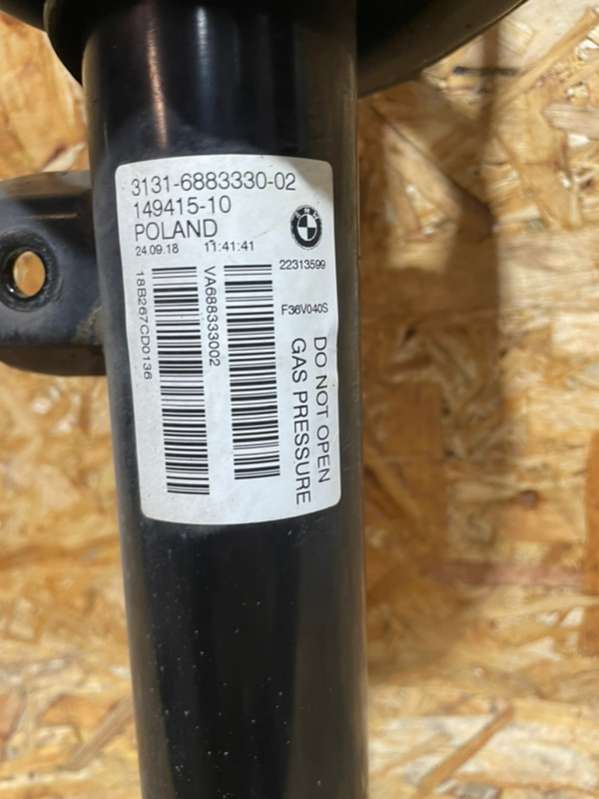 3131-6883330-02
149415-10
POLAND
24.09.18 11:41:41
BMW
22313599
F36V040S
18B267CD0136
VA688333002
DO NOT OPEN
GAS PRESSURE